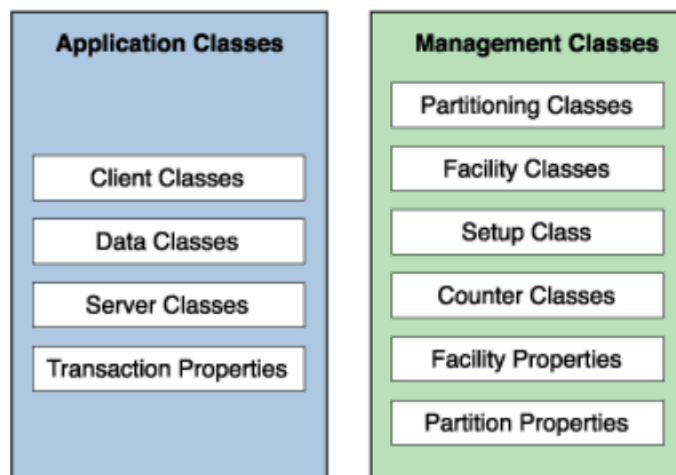 Application Classes
Client Classes
Data Classes
Server Classes
Transaction Properties
Management Classes
Partitioning Classes
Facility Classes
Setup Class
Counter Classes
Facility Properties
Partition Properties